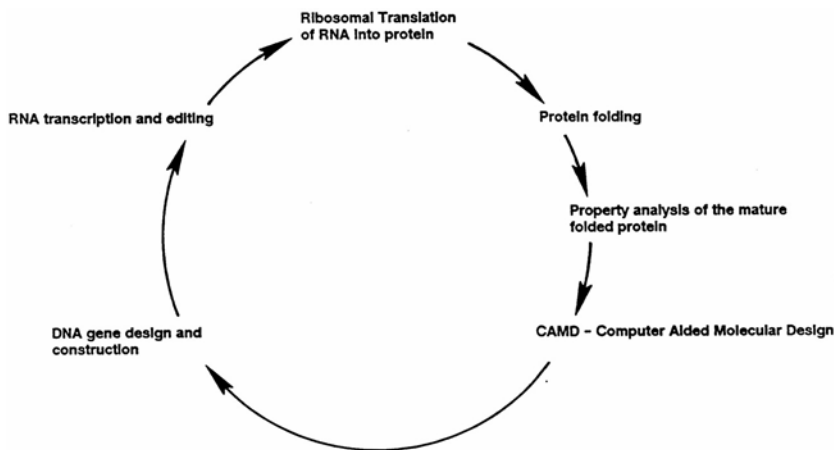 Ribosomal Translation
of RNA into protein
RNA transcription and editing
Protein folding
Property analysis of the mature
folded protein
DNA gene design and
construction
CAMD – Computer Aided Molecular Design